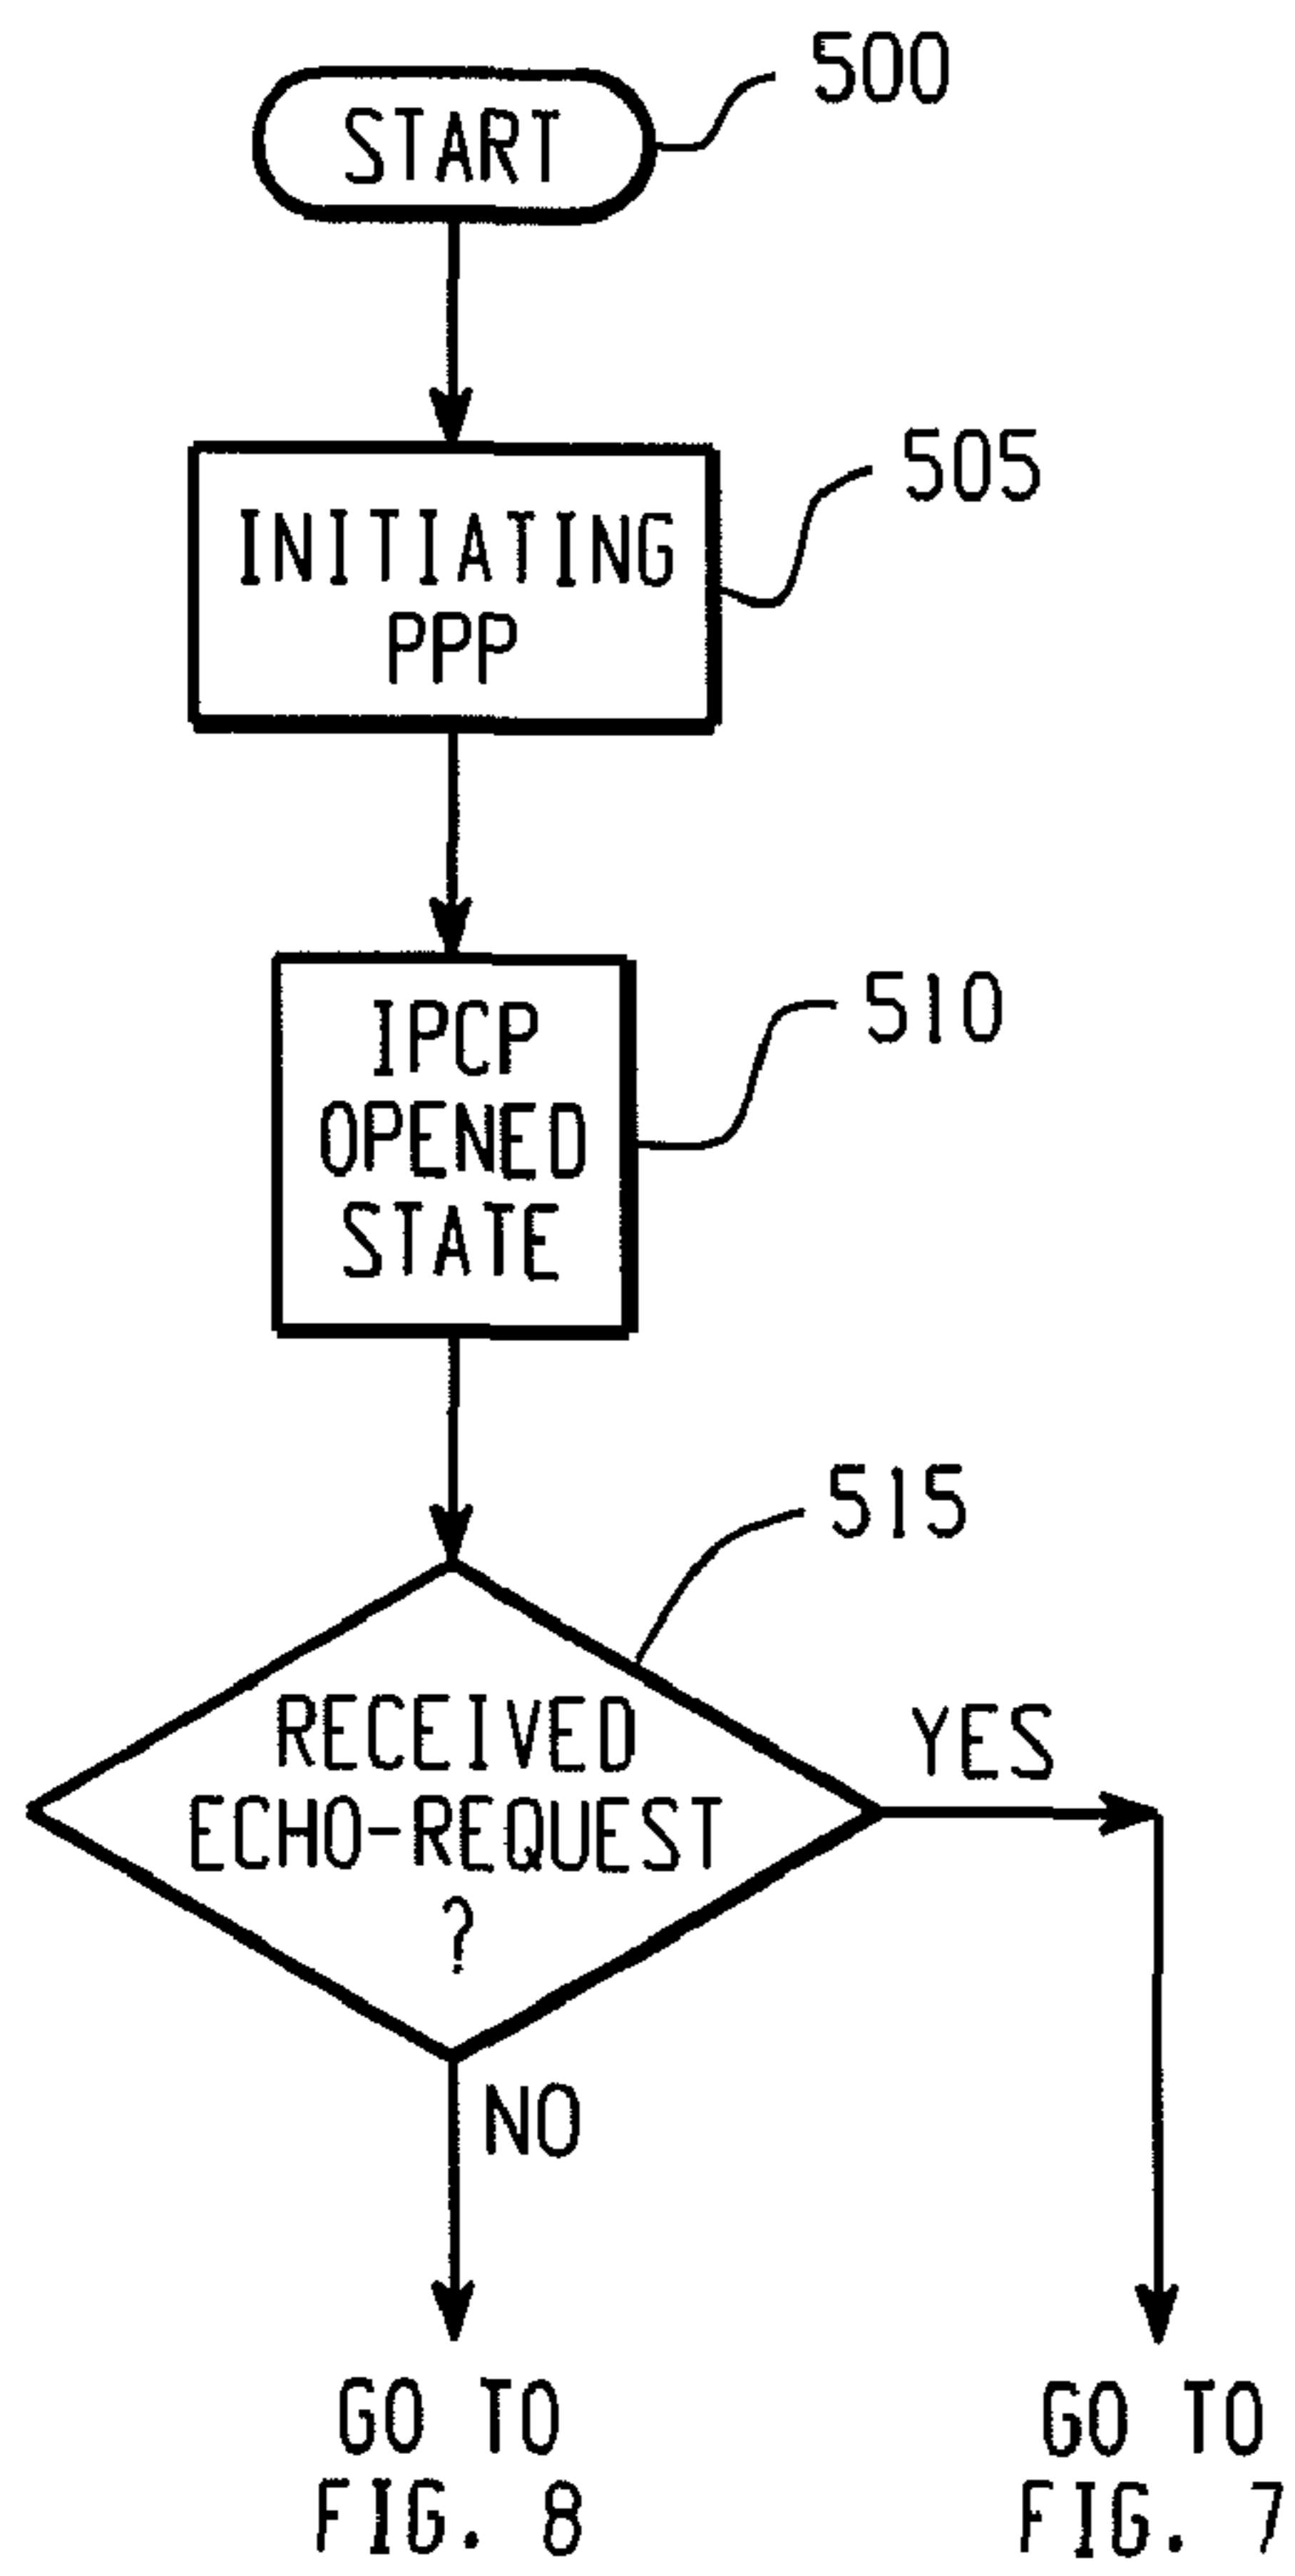 500
START
505
INITIATING
PPP
510
IPCP
OPENED
STATE
515
RECEIVED
ECHO-REQUEST
?
YES
NO
GO TO
FIG. 8
GO TO
FIG. 7